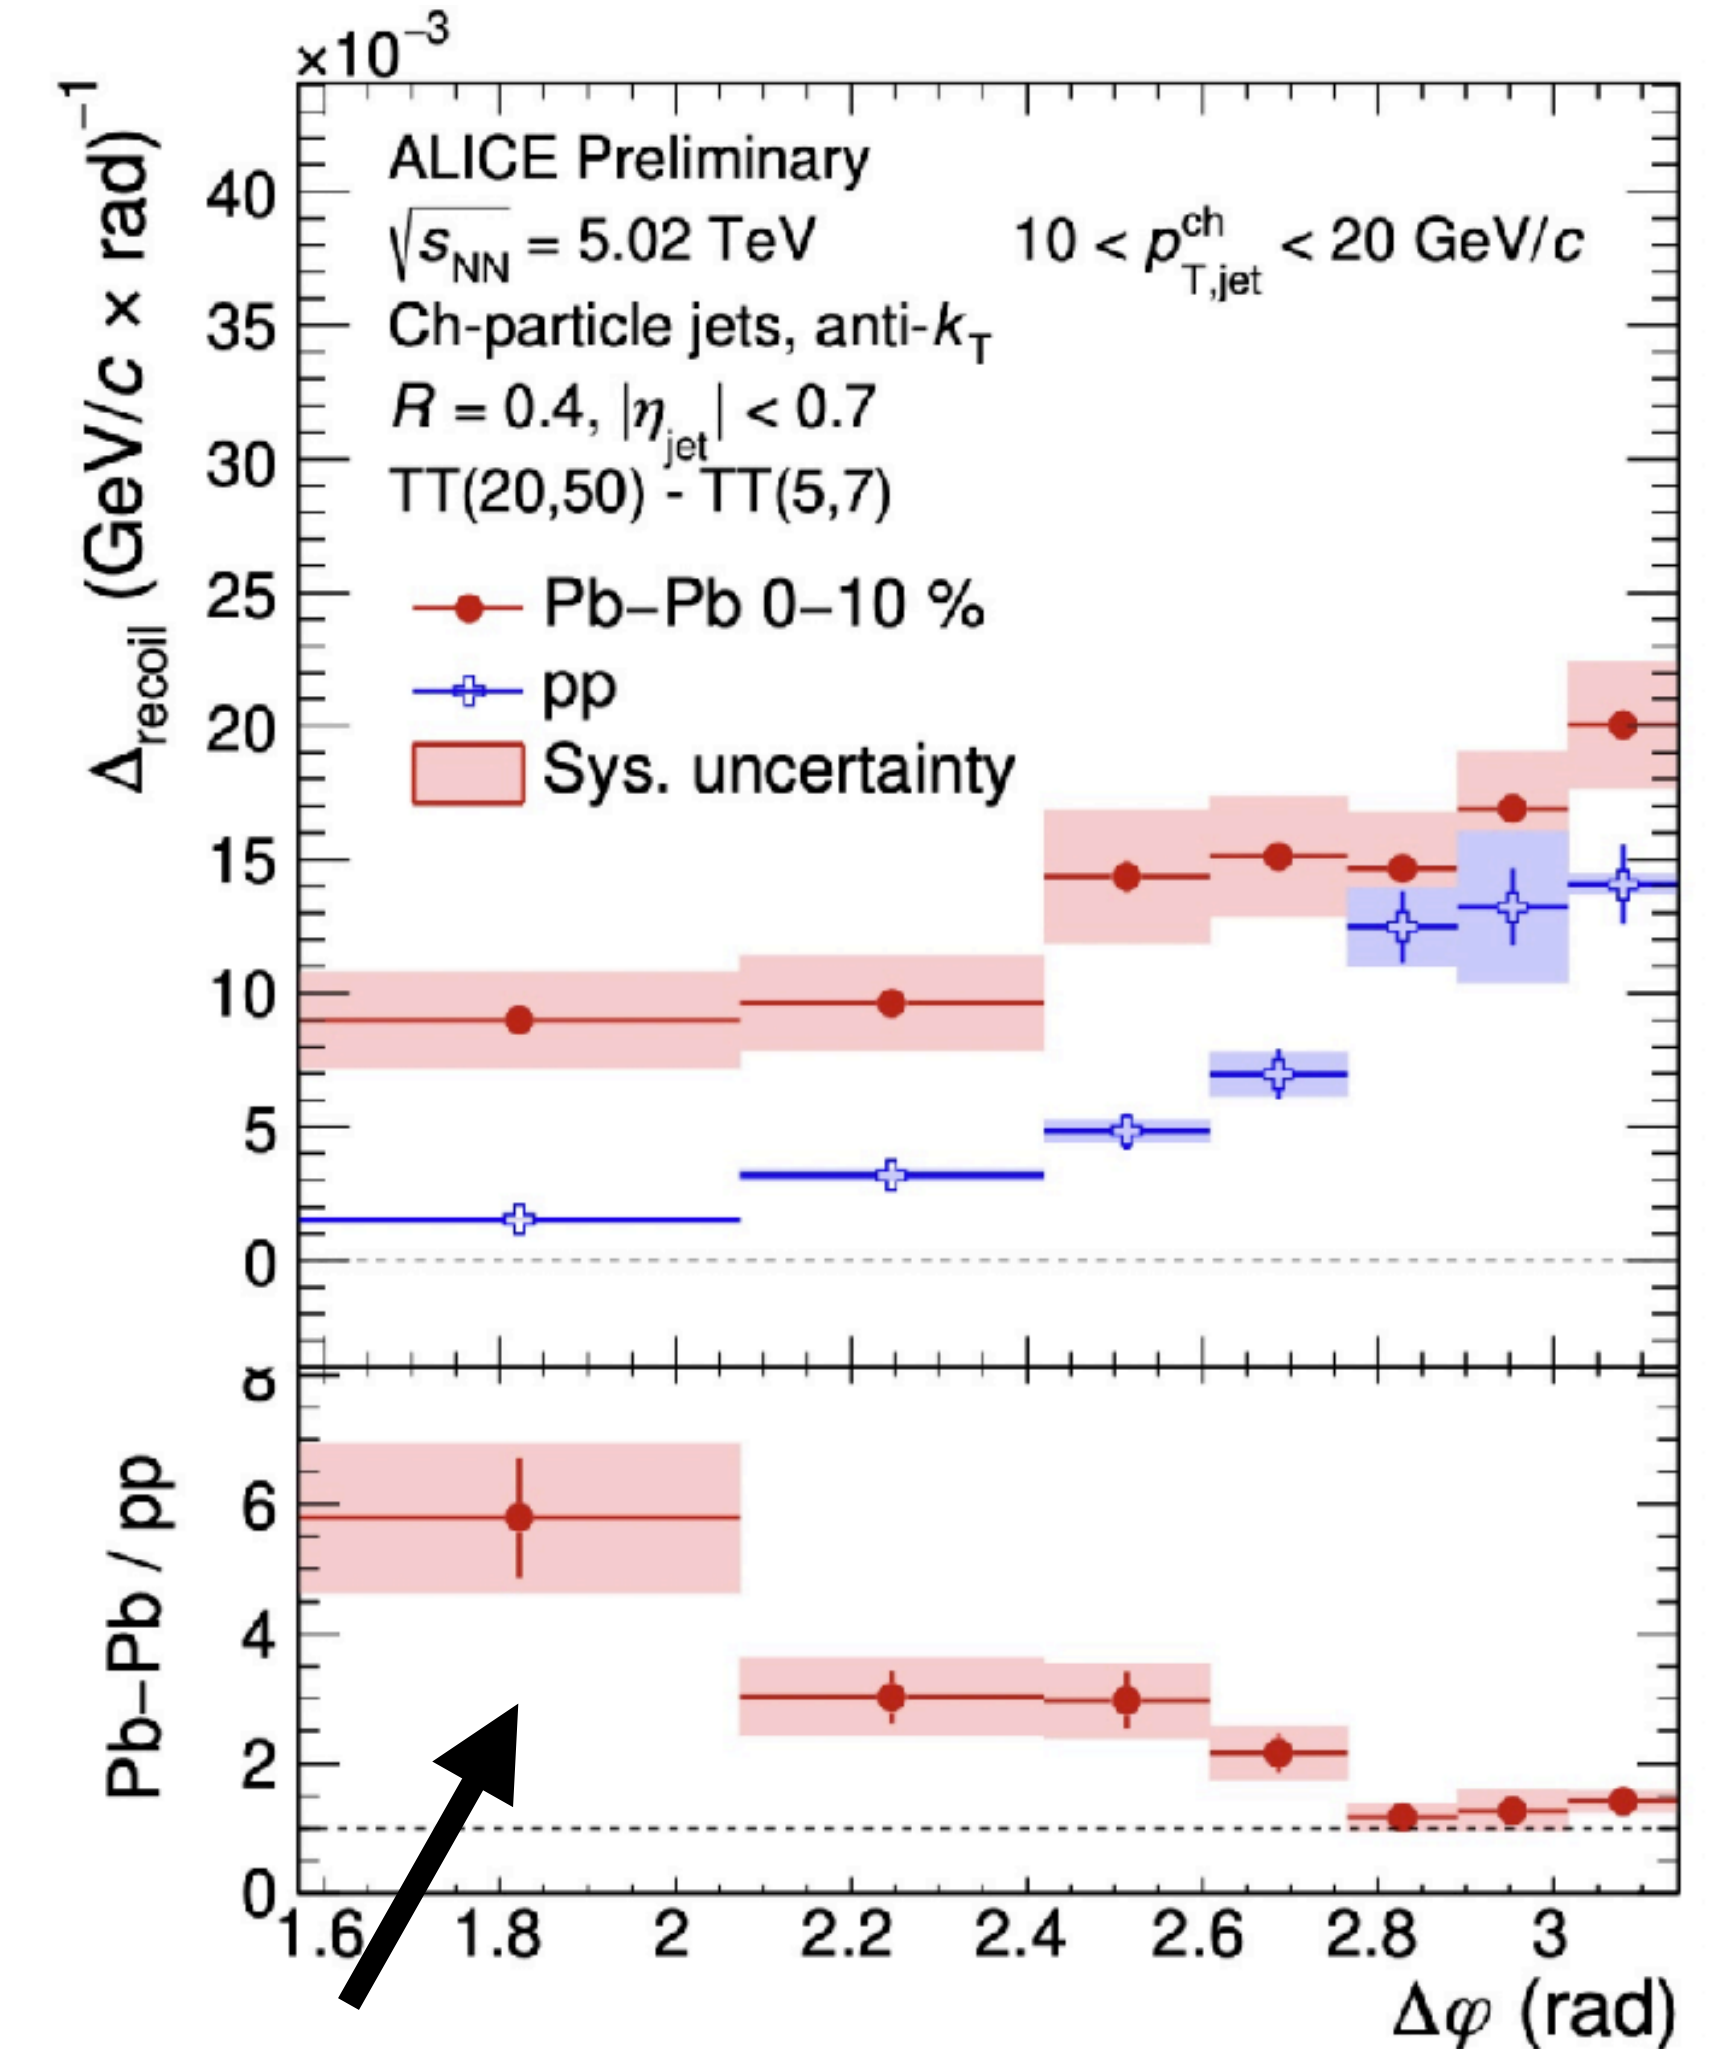 ×10⁻³
Δrecoil (GeV/c × rad)⁻¹
40
35
30
25
20
15
10
5
0
ALICE Preliminary
√sNN = 5.02 TeV
10 < pT,jet^ch < 20 GeV/c
Ch-particle jets, anti-kT
R = 0.4, |ηjet| < 0.7
TT(20,50) - TT(5,7)
Pb–Pb 0–10 %
pp
Sys. uncertainty
Pb–Pb / pp
8
6
4
2
0
1.6 1.8 2 2.2 2.4 2.6 2.8 3
Δφ (rad)